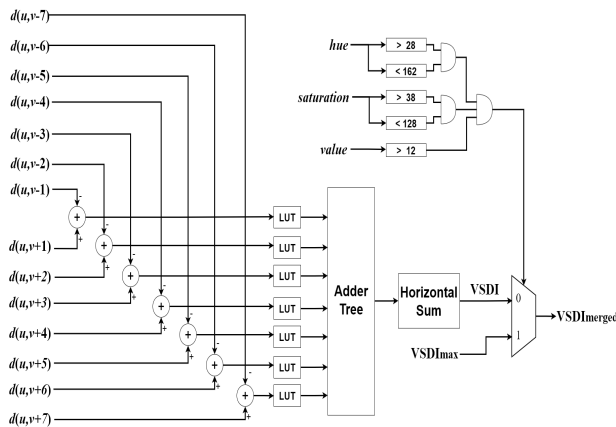 d(u,v-7)
d(u,v-6)
d(u,v-5)
d(u,v-4)
d(u,v-3)
d(u,v-2)
d(u,v-1)
d(u,v+1)
d(u,v+2)
d(u,v+3)
d(u,v+4)
d(u,v+5)
d(u,v+6)
d(u,v+7)
-
+
+
-
+
+
-
+
+
-
+
+
-
+
+
-
+
+
-
+
+
LUT
LUT
LUT
LUT
LUT
LUT
LUT
Adder
Tree
Horizontal
Sum
hue
> 28
< 162
saturation
> 38
< 128
value
> 12
VSDI
0
1
VSDImax
VSDImerged